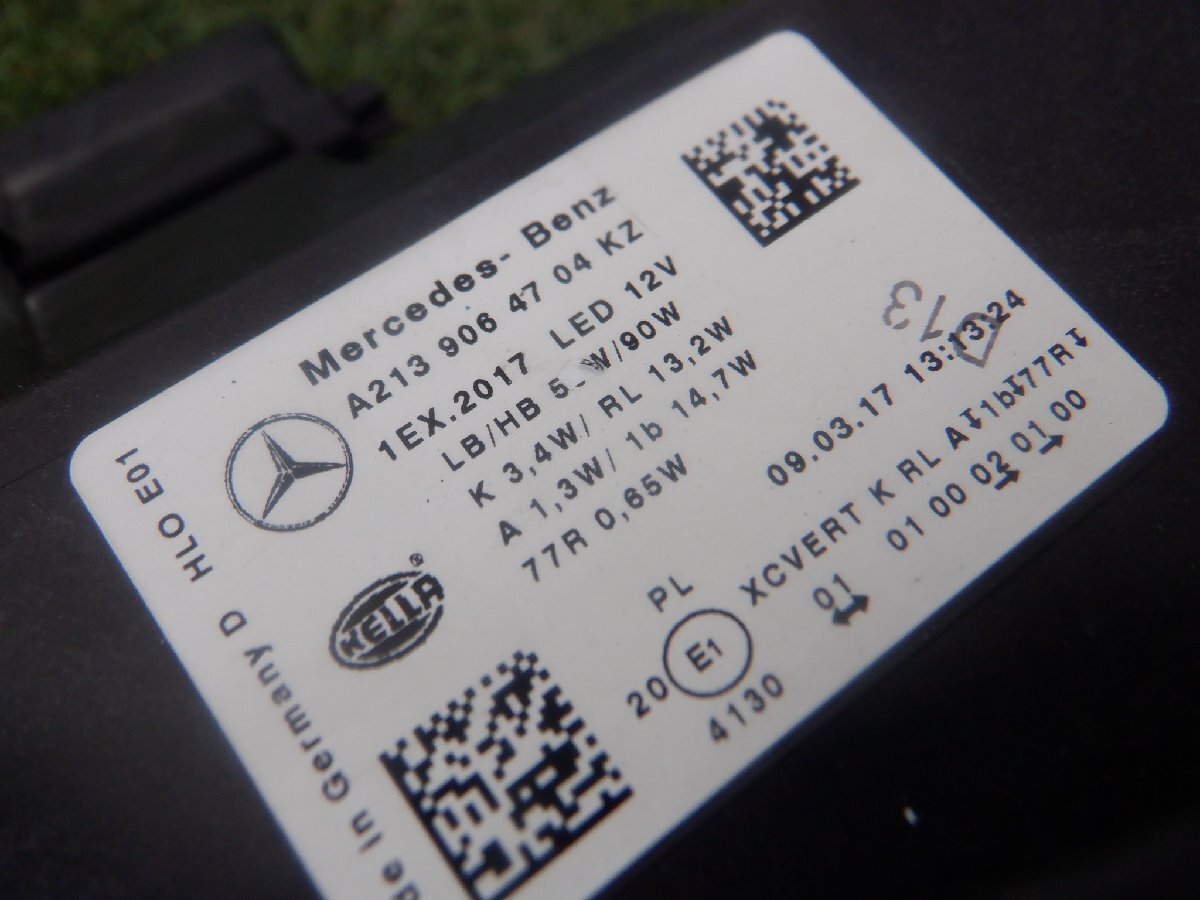 Mercedes- Benz
A213 906 47 04 KZ
1EX.2017 LED 12V
LB/HB W/90W
K 3,4W/ RL 13,2W
A 1,3W/ 1b 14,7W
77R 0,65W
HLO E01
HELLA®
Germany D
09.03.17 13:13:24
13
PL
XCVERT K RL A↧1b↧77R↧
01 01 00 02 01 00
20 E1
4130